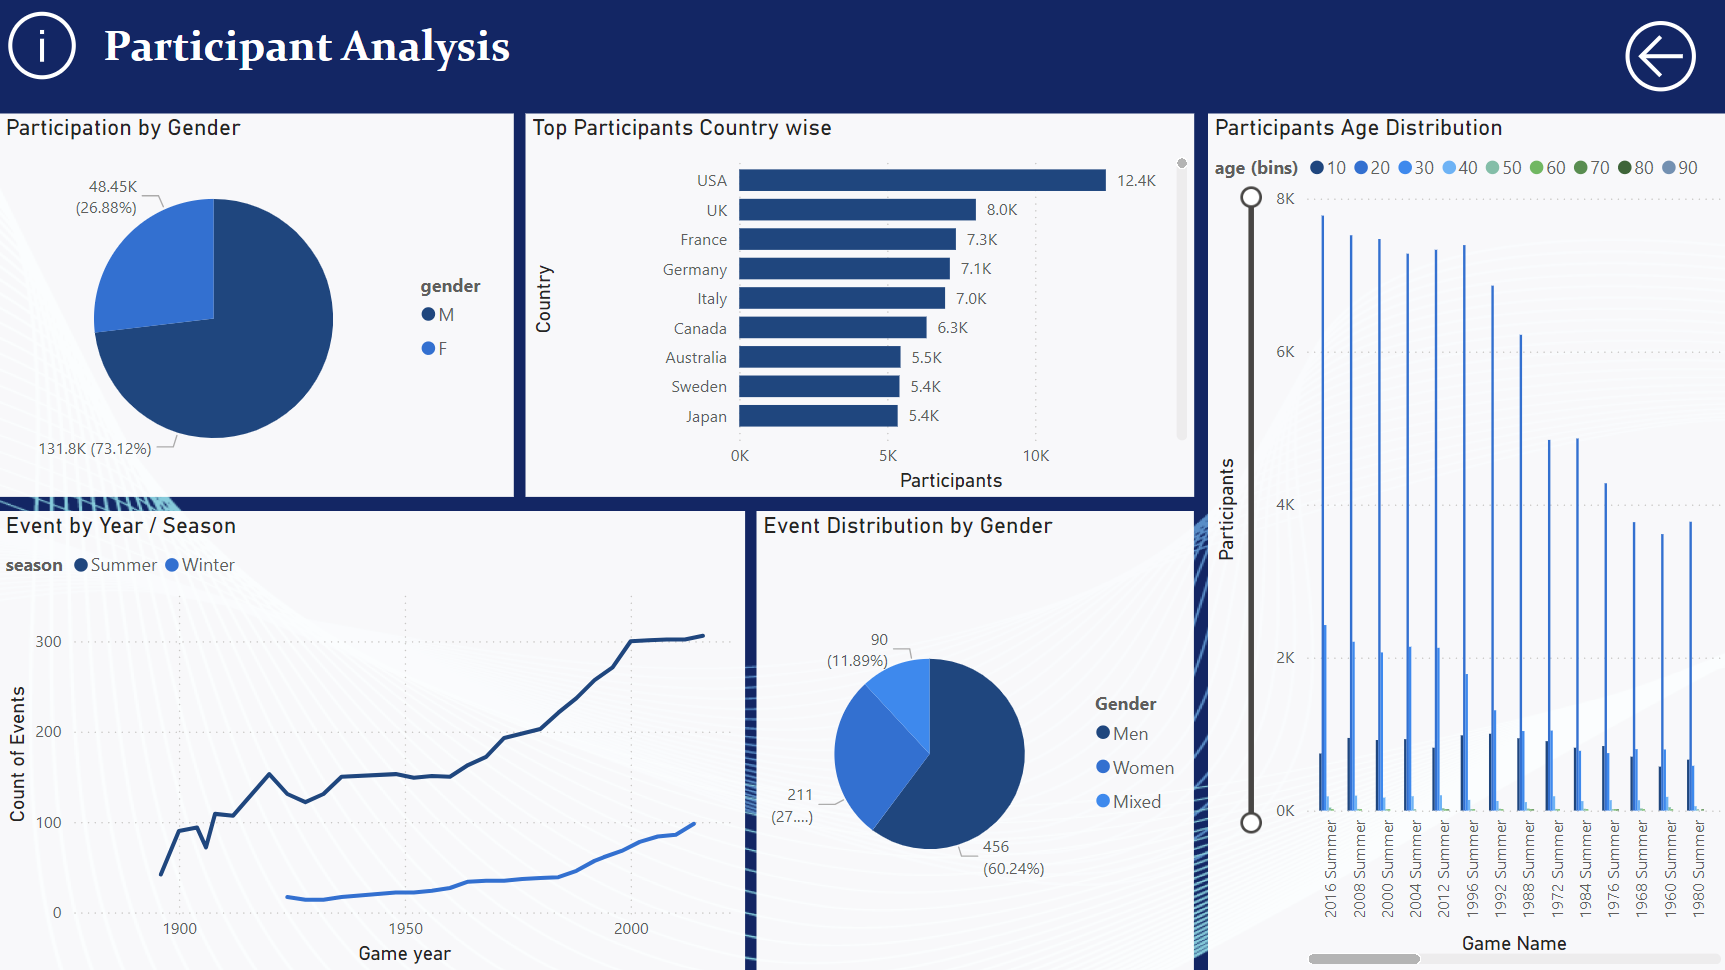 i
Participant Analysis
Participation by Gender
48.45K
(26.88%)
131.8K (73.12%)
gender
M
F
Top Participants Country wise
Country
USA 12.4K
UK 8.0K
France 7.3K
Germany 7.1K
Italy 7.0K
Canada 6.3K
Australia 5.5K
Sweden 5.4K
Japan 5.4K
0K 5K 10K
Participants
Participants Age Distribution
age (bins) 10 20 30 40 50 60 70 80 90
Participants
8K
6K
4K
2K
0K
2016 Summer
2008 Summer
2000 Summer
2004 Summer
2012 Summer
1996 Summer
1992 Summer
1988 Summer
1972 Summer
1984 Summer
1976 Summer
1968 Summer
1960 Summer
1980 Summer
Game Name
Event by Year / Season
season Summer Winter
Count of Events
300
200
100
0
1900 1950 2000
Game year
Event Distribution by Gender
90
(11.89%)
211
(27....)
456
(60.24%)
Gender
Men
Women
Mixed